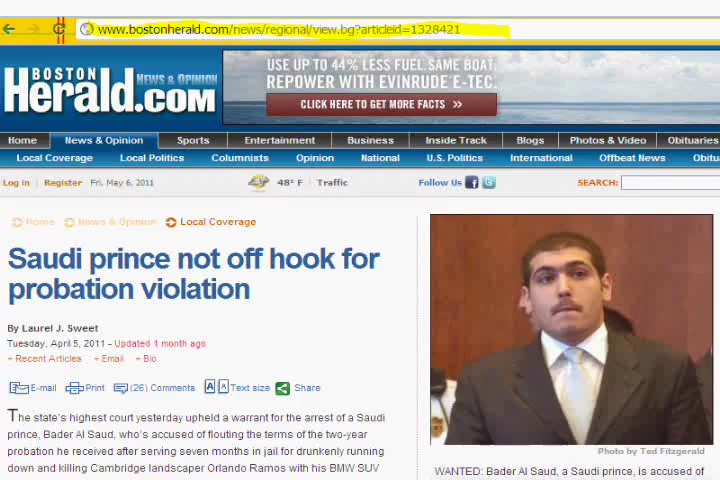 www.bostonherald.com/news/regional/view.bg?articleid=1328421
BOSTON
Herald.COM
NEWS & OPINION
USE UP TO 44% LESS FUEL. SAME BOAT.
REPOWER WITH EVINRUDE E-TEC.
CLICK HERE TO GET MORE FACTS >>
Home News & Opinion Sports Entertainment Business Inside Track Blogs Photos & Video Obituaries
Local Coverage Local Politics Columnists Opinion National U.S. Politics International Offbeat News Obitu
Log in | Register Fri, May 6, 2011 48° F | Traffic Follow Us SEARCH:
Home News & Opinion Local Coverage
Saudi prince not off hook for
probation violation
By Laurel J. Sweet
Tuesday, April 5, 2011 - Updated 1 month ago
+ Recent Articles + Email + Bio
E-mail Print (26) Comments A A Text size Share
The state's highest court yesterday upheld a warrant for the arrest of a Saudi
prince, Bader Al Saud, who's accused of flouting the terms of the two-year
probation he received after serving seven months in jail for drunkenly running
down and killing Cambridge landscaper Orlando Ramos with his BMW SUV
Photo by Ted Fitzgerald
WANTED: Bader Al Saud, a Saudi prince, is accused of